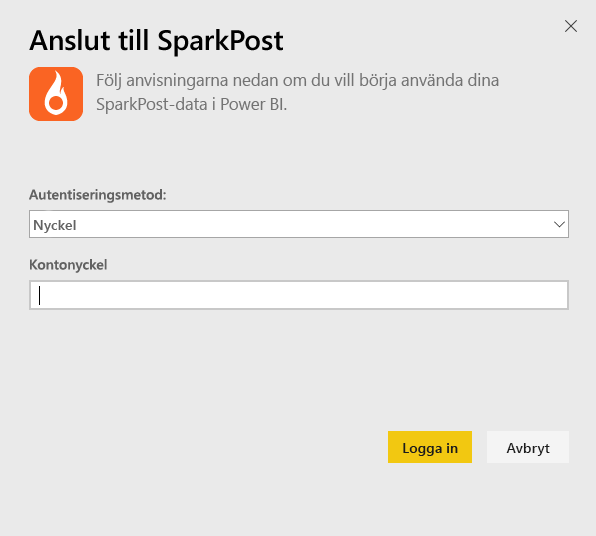 Anslut till SparkPost
Följ anvisningarna nedan om du vill börja använda dina
SparkPost-data i Power BI.
Autentiseringsmetod:
Nyckel
Kontonyckel
Logga in
Avbryt